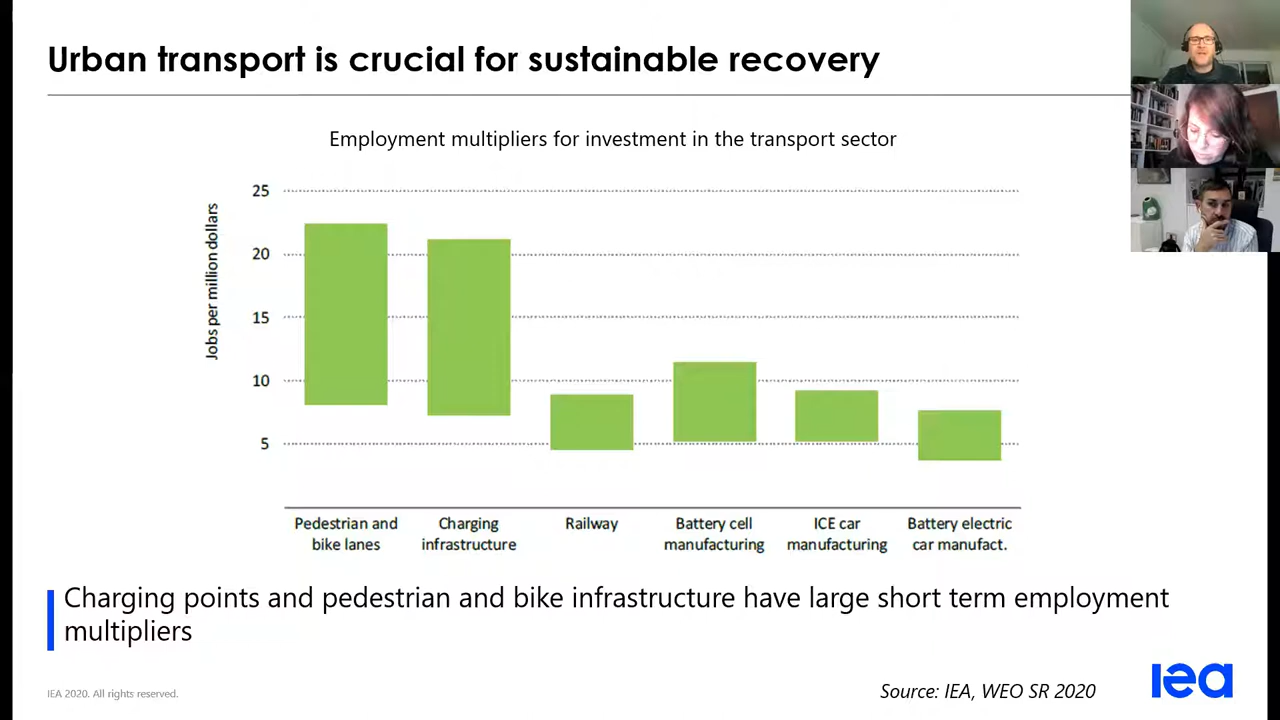 Urban transport is crucial for sustainable recovery
Employment multipliers for investment in the transport sector
Jobs per million dollars
25
20
15
10
5
Pedestrian and
bike lanes
Charging
infrastructure
Railway
Battery cell
manufacturing
ICE car
manufacturing
Battery electric
car manufact.
Charging points and pedestrian and bike infrastructure have large short term employment
multipliers
IEA 2020. All rights reserved.
Source: IEA, WEO SR 2020
iea